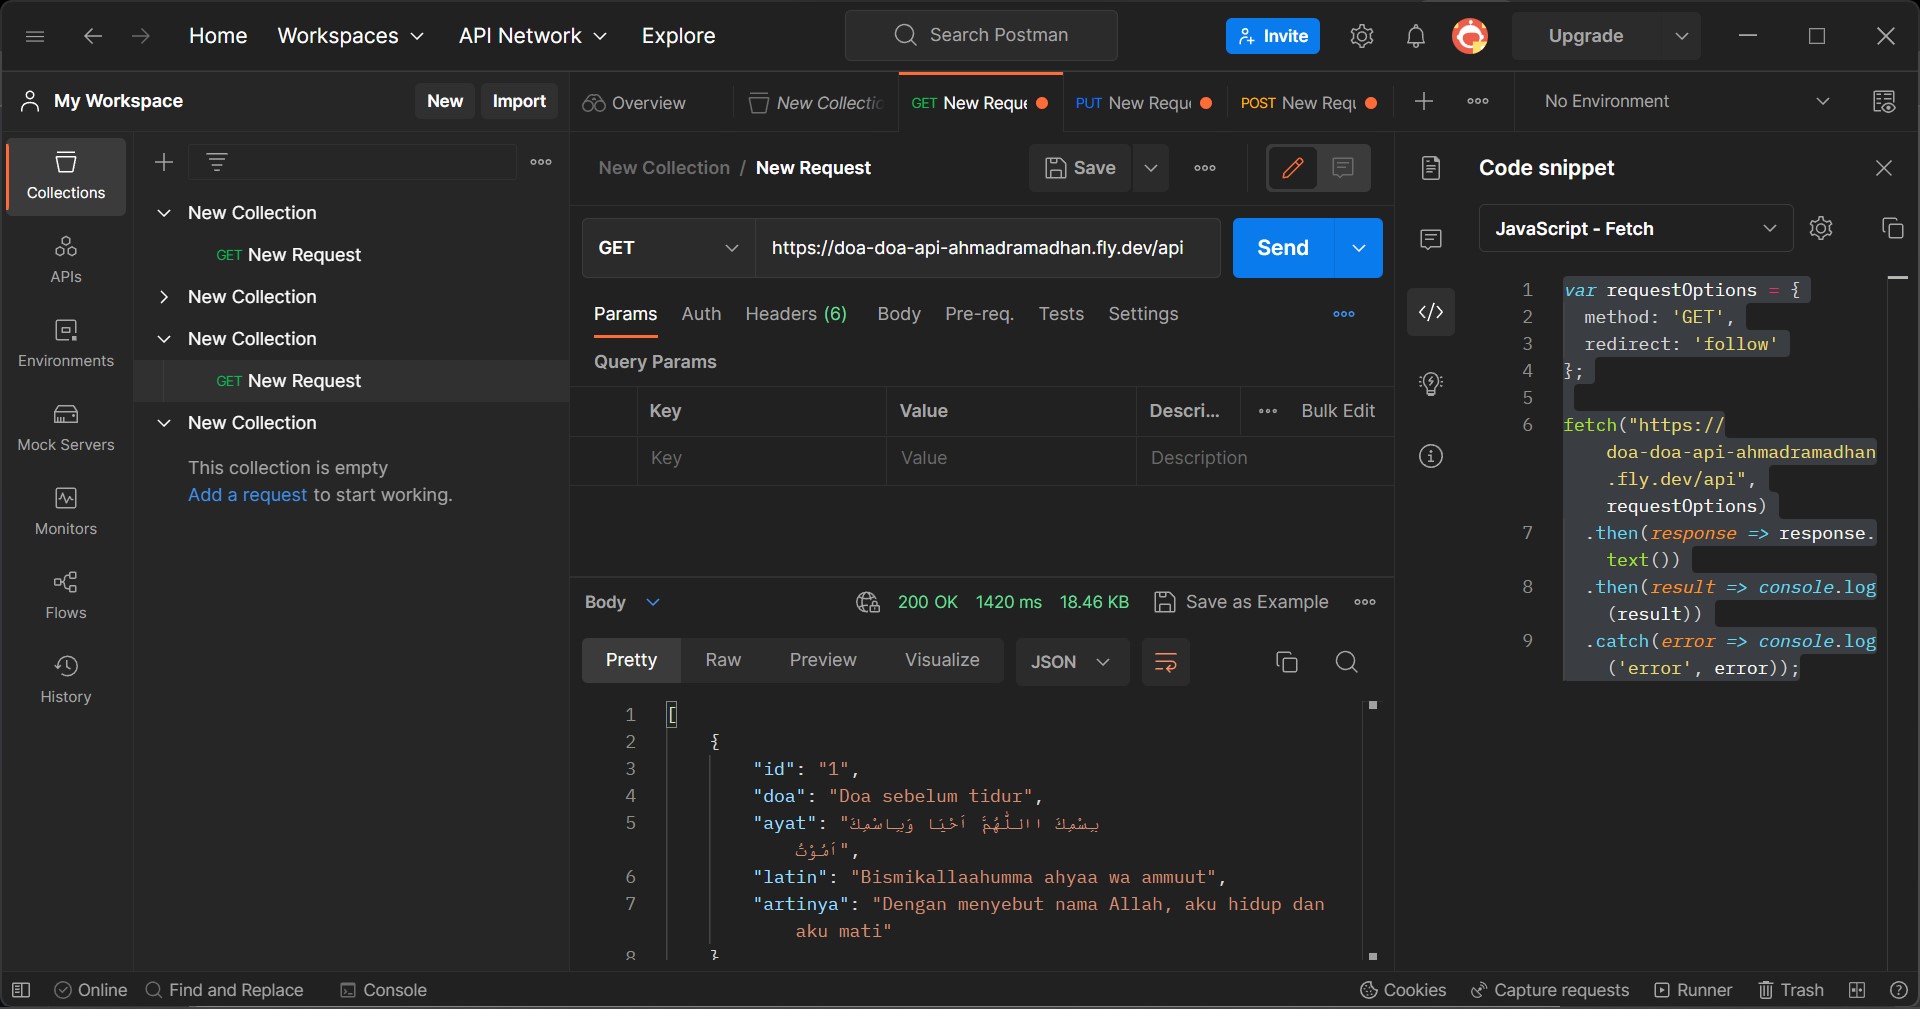 Home Workspaces API Network Explore Search Postman Invite Upgrade
My Workspace New Import
Overview New Collectic GET New Reque PUT New Requ POST New Requ No Environment
Collections
APIs
Environments
Mock Servers
Monitors
Flows
History
New Collection
GET New Request
New Collection
New Collection
GET New Request
New Collection
This collection is empty
Add a request to start working.
New Collection / New Request Save
GET https://doa-doa-api-ahmadramadhan.fly.dev/api Send
Params Auth Headers (6) Body Pre-req. Tests Settings
Query Params
Key Value Descri... Bulk Edit
Key Value Description
Body 200 OK 1420 ms 18.46 KB Save as Example
Pretty Raw Preview Visualize JSON
1 [
2 {
3 "id": "1",
4 "doa": "Doa sebelum tidur",
5 "ayat": "بِسْمِكَ اللّٰهُمَّ اَحْيَا وَبِاسْمِكَ
اَمُوْتُ",
6 "latin": "Bismikallaahumma ahyaa wa ammuut",
7 "artinya": "Dengan menyebut nama Allah, aku hidup dan
aku mati"
8 }
Code snippet
JavaScript - Fetch
1 var requestOptions = {
2 method: 'GET',
3 redirect: 'follow'
4 };
5
6 fetch("https://
doa-doa-api-ahmadramadhan
.fly.dev/api",
requestOptions)
7 .then(response => response.
text())
8 .then(result => console.log
(result))
9 .catch(error => console.log
('error', error));
Online Find and Replace Console Cookies Capture requests Runner Trash